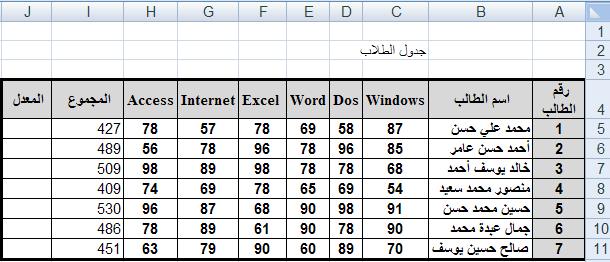 A B C D E F G H I J
1
2 جدول الطلاب
3
4 رقم الطالب اسم الطالب Windows Dos Word Excel Internet Access المجموع المعدل
5 1 محمد علي حسن 87 58 69 78 57 78 427
6 2 أحمد حسن عامر 85 96 78 96 78 56 489
7 3 خالد يوسف أحمد 68 78 78 98 89 98 509
8 4 منصور محمد سعيد 54 69 65 78 69 74 409
9 5 حسين محمد حسن 91 98 90 68 87 96 530
10 6 جمال عبدة محمد 90 78 90 61 89 78 486
11 7 صالح حسين يوسف 70 89 60 90 79 63 451